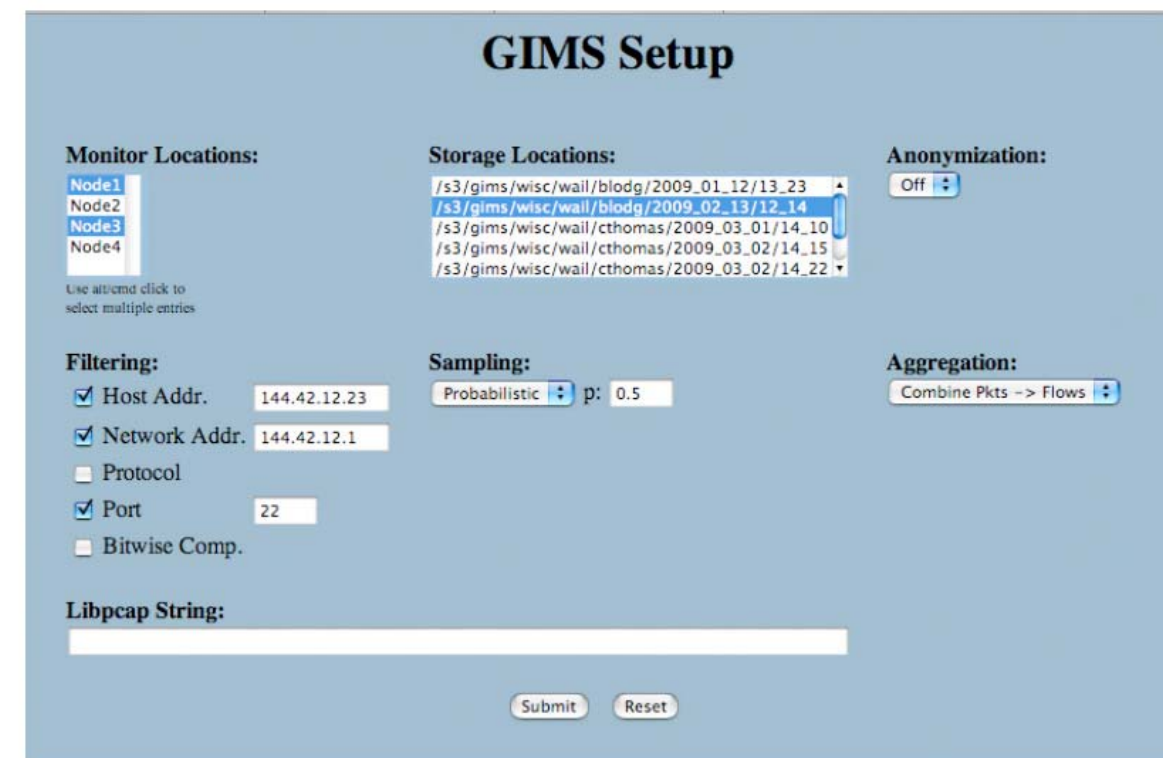 GIMS Setup
Monitor Locations:
Node1
Node2
Node3
Node4
Use alt/cmd click to
select multiple entries
Storage Locations:
/s3/gims/wisc/wail/blodg/2009_01_12/13_23
/s3/gims/wisc/wail/blodg/2009_02_13/12_14
/s3/gims/wisc/wail/cthomas/2009_03_01/14_10
/s3/gims/wisc/wail/cthomas/2009_03_02/14_15
/s3/gims/wisc/wail/cthomas/2009_03_02/14_22
Anonymization:
Off
Filtering:
Host Addr. 144.42.12.23
Network Addr. 144.42.12.1
Protocol
Port 22
Bitwise Comp.
Sampling:
Probabilistic p: 0.5
Aggregation:
Combine Pkts -> Flows
Libpcap String:
Submit Reset